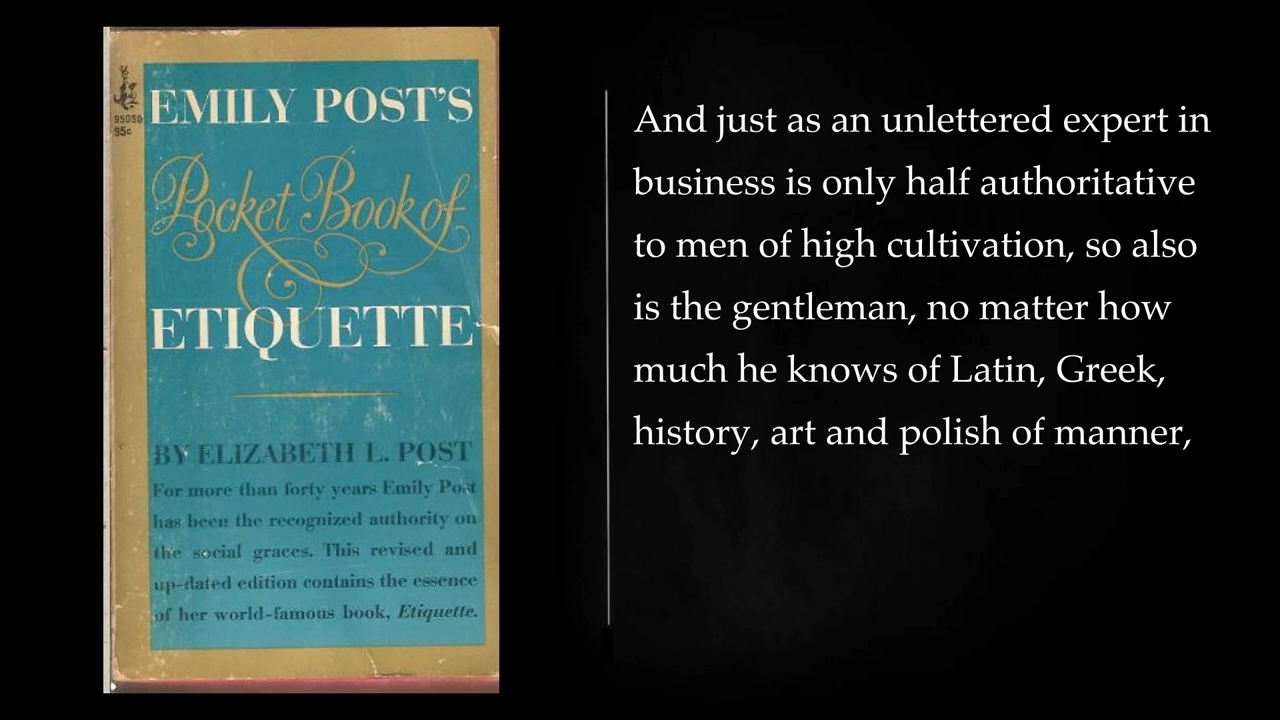 95050
95c
EMILY POST'S
Pocket Book of
ETIQUETTE
BY ELIZABETH L. POST
For more than forty years Emily Post
has been the recognized authority on
the social graces. This revised and
up-dated edition contains the essence
of her world-famous book, Etiquette.
And just as an unlettered expert in
business is only half authoritative
to men of high cultivation, so also
is the gentleman, no matter how
much he knows of Latin, Greek,
history, art and polish of manner,